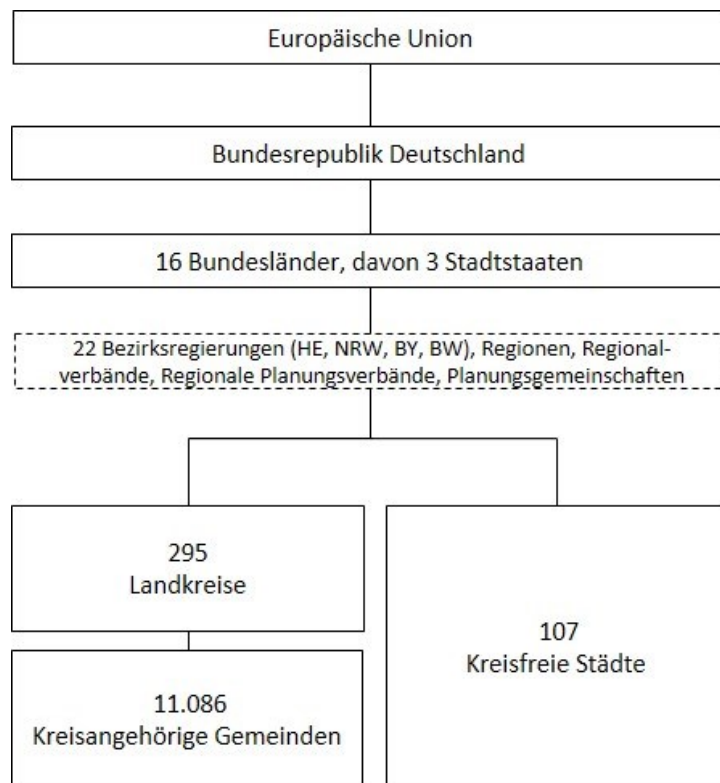 Europäische Union
Bundesrepublik Deutschland
16 Bundesländer, davon 3 Stadtstaaten
22 Bezirksregierungen (HE, NRW, BY, BW), Regionen, Regional-
verbände, Regionale Planungsverbände, Planungsgemeinschaften
295
Landkreise
107
Kreisfreie Städte
11.086
Kreisangehörige Gemeinden